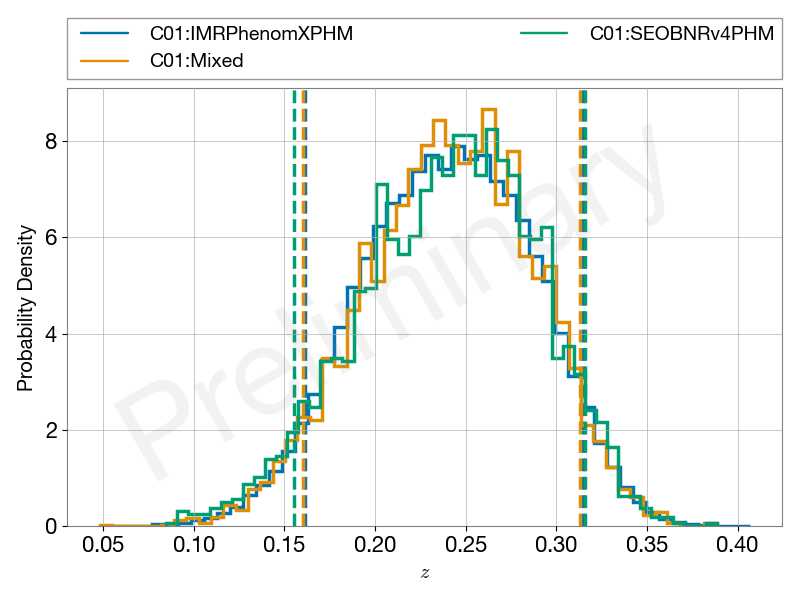 C01:IMRPhenomXPHM
C01:Mixed
C01:SEOBNRv4PHM
Preliminary
Probability Density
8
6
4
2
0
0.05 0.10 0.15 0.20 0.25 0.30 0.35 0.40
z